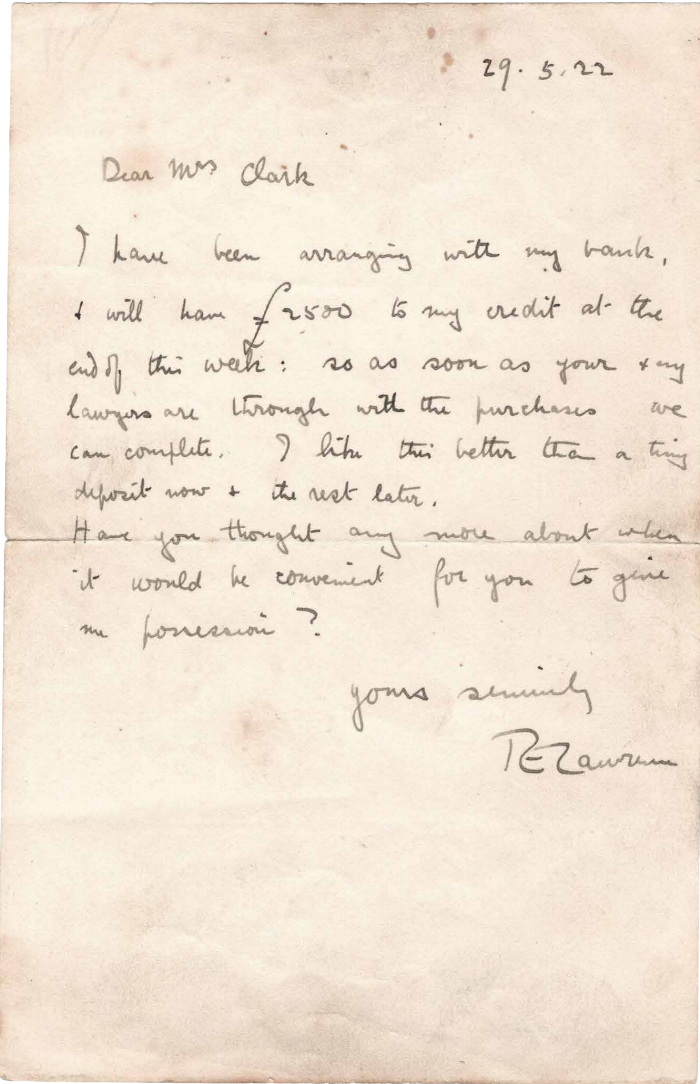 29.5.22
Dear Mrs Clark
I have been arranging with my bank,
& will have £2500 to my credit at the
end of this week: so as soon as your & my
lawyers are through with the purchases we
can complete. I like this better than a tiny
deposit now & the rest later.
Have you thought any more about when
it would be convenient for you to give
me possession?
Yours sincerely
TELawrence